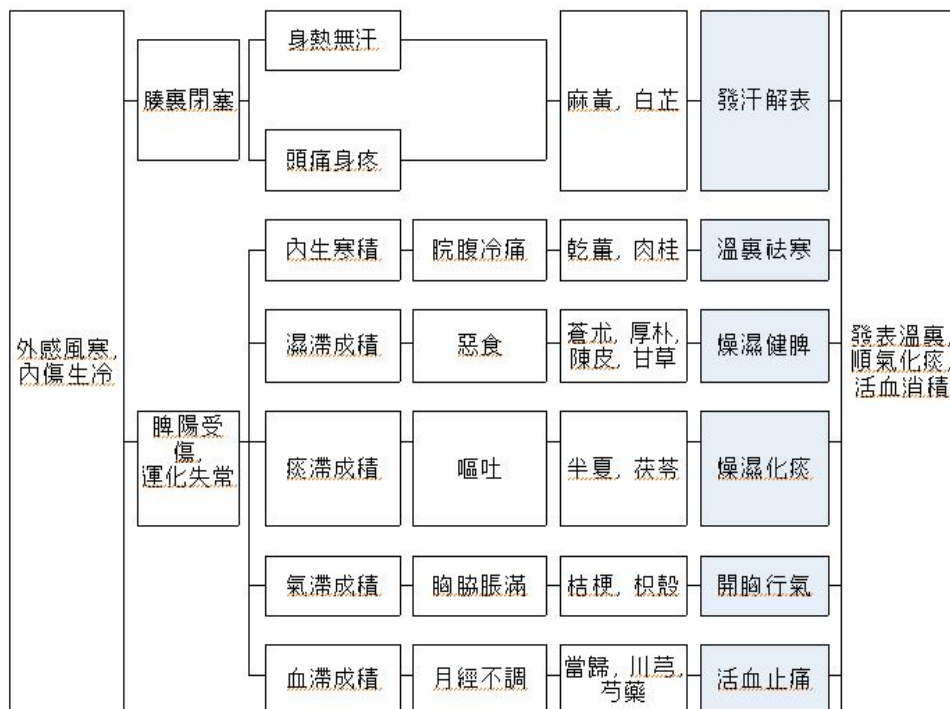 身熱無汗
腠裏閉塞
麻黃, 白芷
發汗解表
頭痛身疼
內生寒積
脘腹冷痛
乾薑, 肉桂
溫裏祛寒
外感風寒,
內傷生冷
濕滯成積
惡食
蒼朮, 厚朴,
陳皮, 甘草
燥濕健脾
發表溫裏,
順氣化痰,
活血消積
脾陽受
傷,
運化失常
痰滯成積
嘔吐
半夏, 茯苓
燥濕化痰
氣滯成積
胸脇脹滿
桔梗, 枳殼
開胸行氣
血滯成積
月經不調
當歸, 川芎,
芍藥
活血止痛